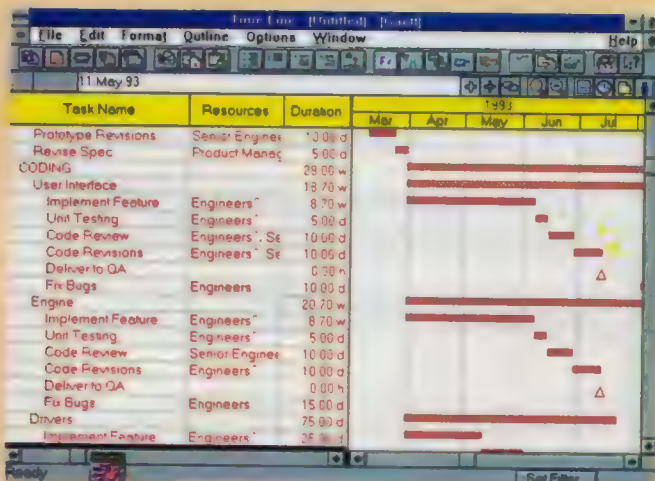 Time Line - [Untitled] [Gantt]
File Edit Format Outline Options Window Help
11 May 93
Task Name Resources Duration 1993
Mar Apr May Jun Jul
Prototype Revisions Senior Enginee 10.00 d
Revise Spec Product Manag 5.00 d
CODING 28.00 w
User Interface 18.70 w
Implement Feature Engineers* 8.70 w
Unit Testing Engineers* 5.00 d
Code Review Engineers*, Se 10.00 d
Code Revisions Engineers* Se 10.00 d
Deliver to QA 0.00 h
Fix Bugs Engineers 10.00 d
Engine 20.70 w
Implement Feature Engineers* 8.70 w
Unit Testing Engineers* 5.00 d
Code Review Senior Enginee 10.00 d
Code Revisions Engineers* 10.00 d
Deliver to QA 0.00 h
Fix Bugs Engineers 15.00 d
Drivers 75.00 d
Implement Feature Engineers*
Ready Set Filter